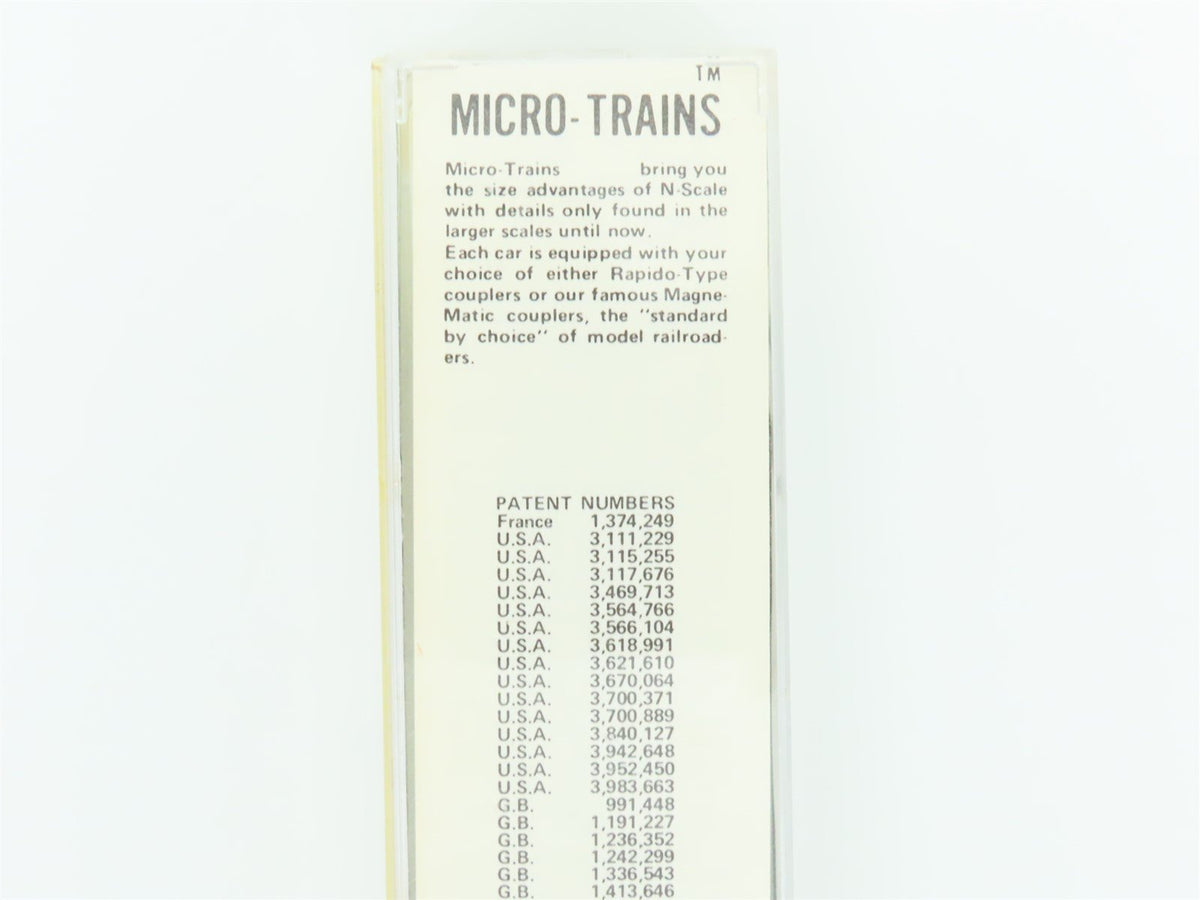 TM
MICRO-TRAINS
Micro-Trains bring you
the size advantages of N-Scale
with details only found in the
larger scales until now.
Each car is equipped with your
choice of either Rapido-Type
couplers or our famous Magne-
Matic couplers, the "standard
by choice" of model railroad-
ers.
PATENT NUMBERS
France 1,374,249
U.S.A. 3,111,229
U.S.A. 3,115,255
U.S.A. 3,117,676
U.S.A. 3,469,713
U.S.A. 3,564,766
U.S.A. 3,566,104
U.S.A. 3,618,991
U.S.A. 3,621,610
U.S.A. 3,670,064
U.S.A. 3,700,371
U.S.A. 3,700,889
U.S.A. 3,840,127
U.S.A. 3,942,648
U.S.A. 3,952,450
U.S.A. 3,983,663
G.B. 991,448
G.B. 1,191,227
G.B. 1,236,352
G.B. 1,242,299
G.B. 1,336,543
G.B. 1,413,646